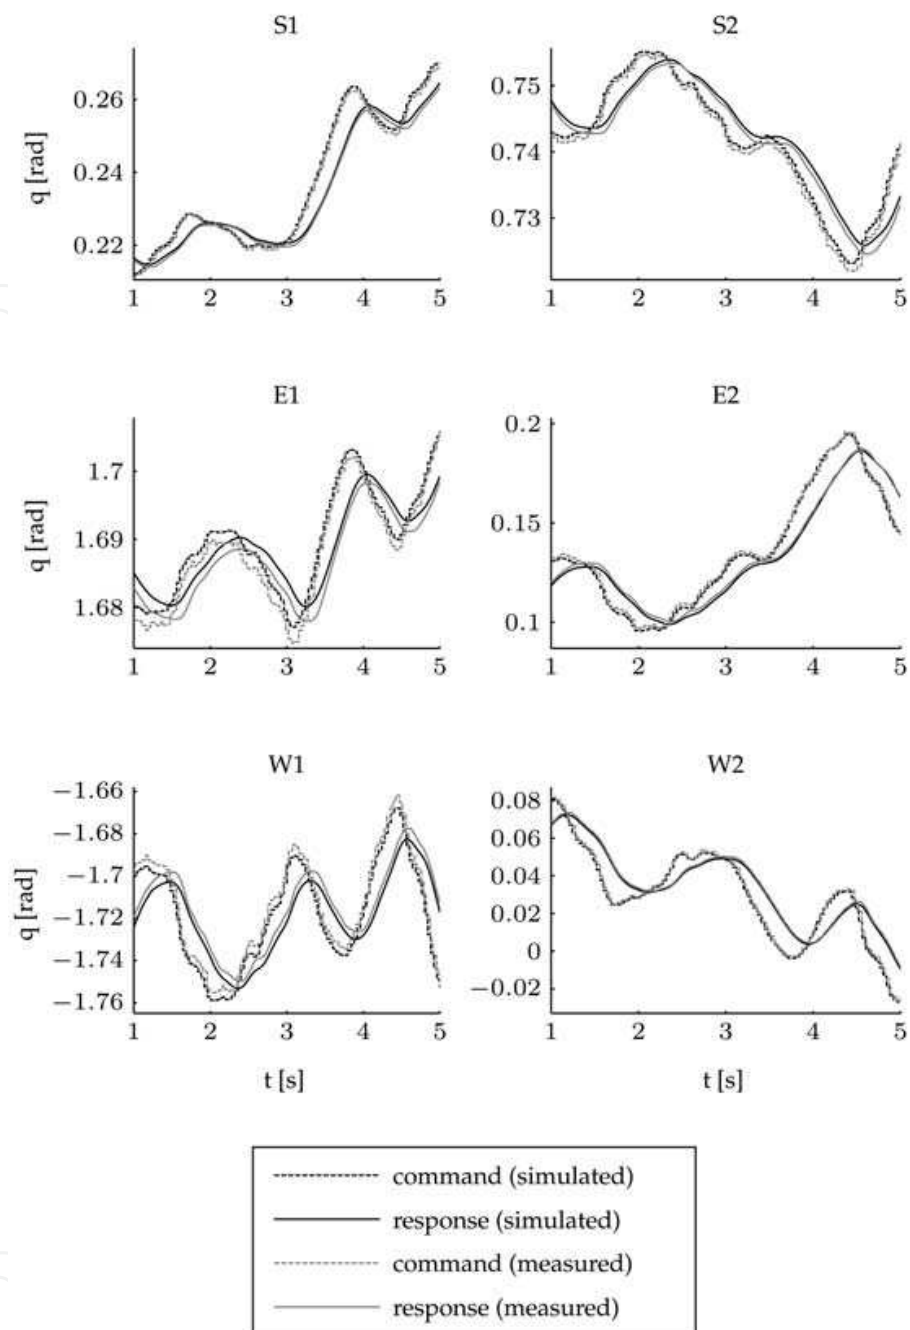 S1
S2
q [rad]
0.26
0.24
0.22
1 2 3 4 5
0.75
0.74
0.73
1 2 3 4 5
E1
E2
q [rad]
1.7
1.69
1.68
1 2 3 4 5
0.2
0.15
0.1
1 2 3 4 5
W1
W2
q [rad]
−1.66
−1.68
−1.7
−1.72
−1.74
−1.76
1 2 3 4 5
t [s]
0.08
0.06
0.04
0.02
0
−0.02
1 2 3 4 5
t [s]
command (simulated)
response (simulated)
command (measured)
response (measured)